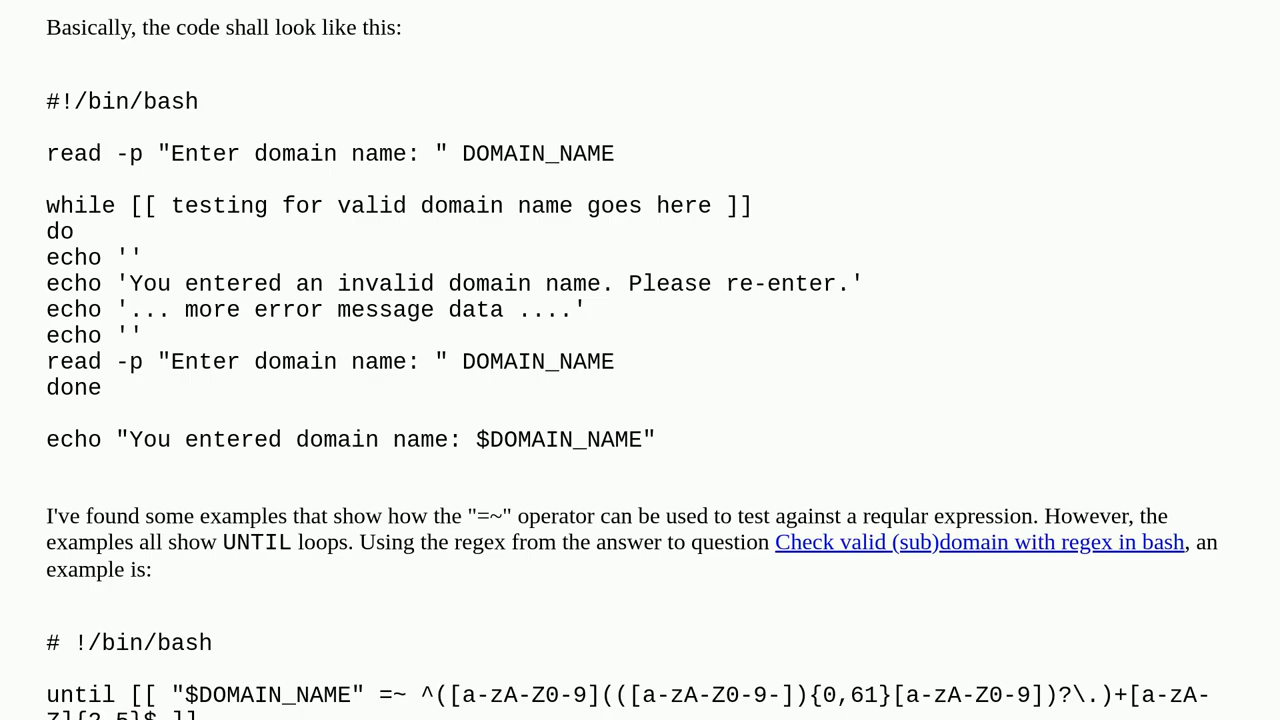 Basically, the code shall look like this:
#!/bin/bash
read -p "Enter domain name: " DOMAIN_NAME
while [[ testing for valid domain name goes here ]]
do
echo ''
echo 'You entered an invalid domain name. Please re-enter.'
echo '... more error message data ....'
echo ''
read -p "Enter domain name: " DOMAIN_NAME
done
echo "You entered domain name: $DOMAIN_NAME"
I've found some examples that show how the "=~" operator can be used to test against a reqular expression. However, the
examples all show UNTIL loops. Using the regex from the answer to question Check valid (sub)domain with regex in bash, an
example is:
# !/bin/bash
until [[ "$DOMAIN_NAME" =~ ^([a-zA-Z0-9](([a-zA-Z0-9-]){0,61}[a-zA-Z0-9])?\.)+[a-zA-
Z]{2,5}$ ]]